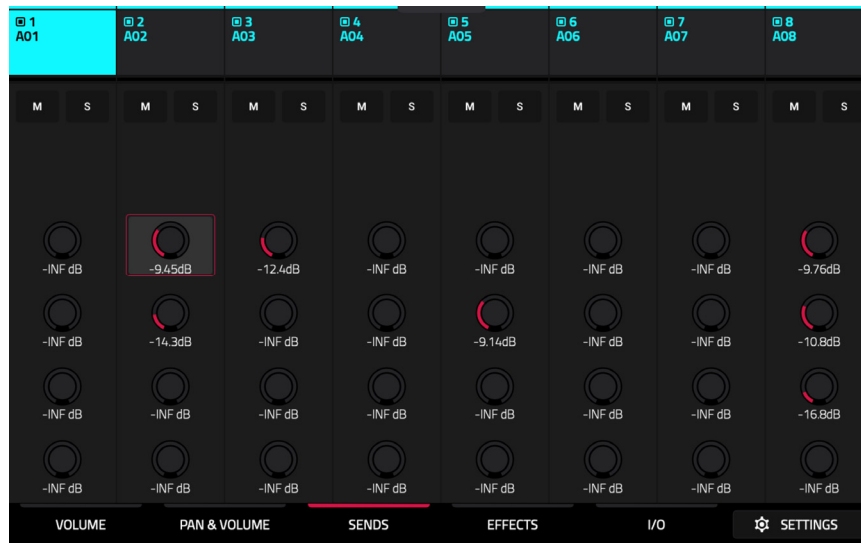 1 2 3 4 5 6 7 8
A01 A02 A03 A04 A05 A06 A07 A08
M S M S M S M S M S M S M S M S
-INF dB -9.45dB -12.4dB -INF dB -INF dB -INF dB -INF dB -9.76dB
-INF dB -14.3dB -INF dB -INF dB -9.14dB -INF dB -INF dB -10.8dB
-INF dB -INF dB -INF dB -INF dB -INF dB -INF dB -INF dB -16.8dB
-INF dB -INF dB -INF dB -INF dB -INF dB -INF dB -INF dB -INF dB
VOLUME PAN & VOLUME SENDS EFFECTS I/O SETTINGS